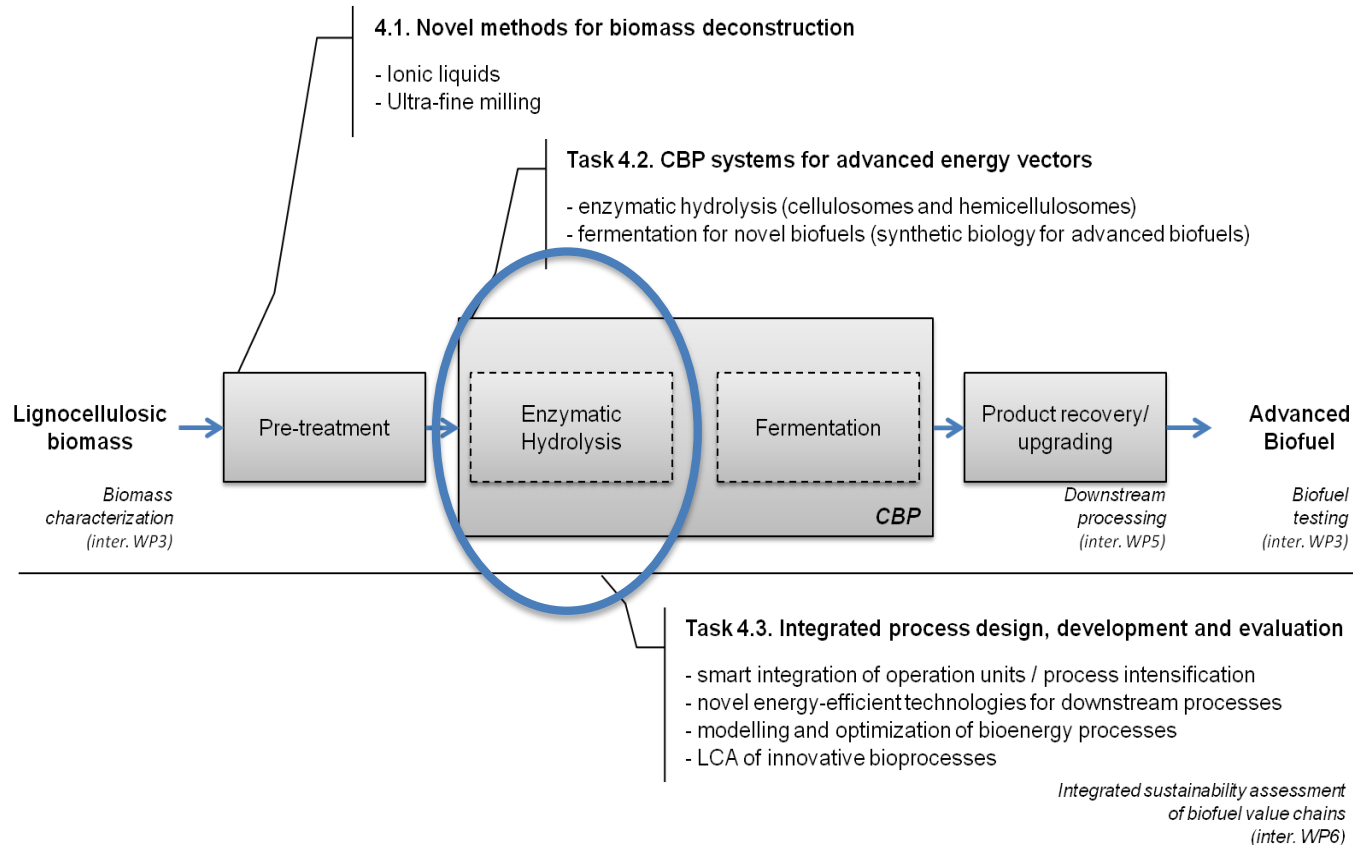 4.1. Novel methods for biomass deconstruction
- Ionic liquids
- Ultra-fine milling
Task 4.2. CBP systems for advanced energy vectors
- enzymatic hydrolysis (cellulosomes and hemicellulosomes)
- fermentation for novel biofuels (synthetic biology for advanced biofuels)
Lignocellulosic
biomass
Pre-treatment
Enzymatic
Hydrolysis
Fermentation
CBP
Product recovery/
upgrading
Advanced
Biofuel
Biomass
characterization
(inter. WP3)
Downstream
processing
(inter. WP5)
Biofuel
testing
(inter. WP3)
Task 4.3. Integrated process design, development and evaluation
- smart integration of operation units / process intensification
- novel energy-efficient technologies for downstream processes
- modelling and optimization of bioenergy processes
- LCA of innovative bioprocesses
Integrated sustainability assessment
of biofuel value chains
(inter. WP6)